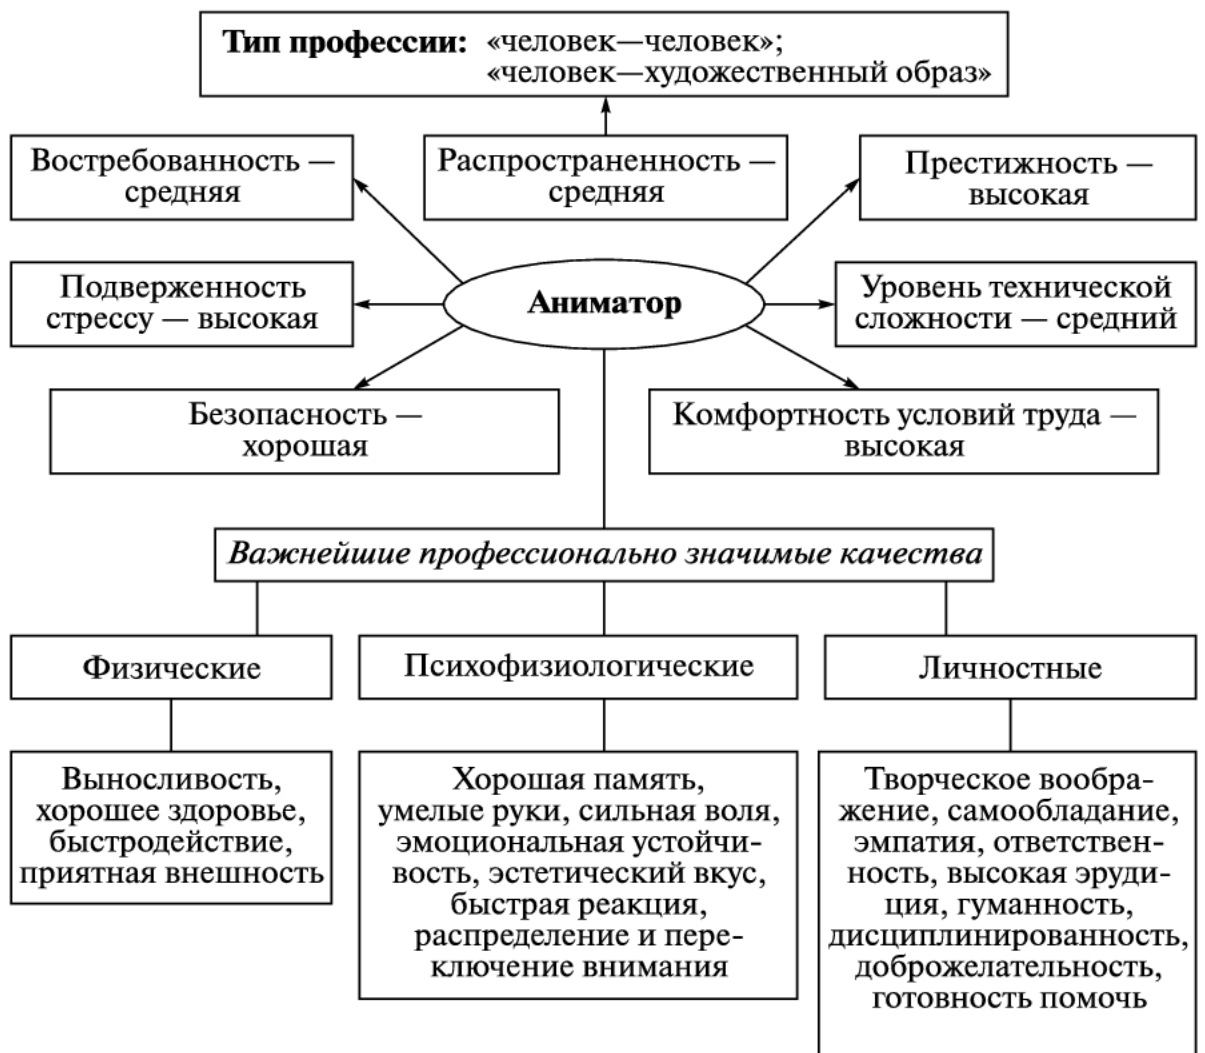 Тип профессии: «человек—человек»;
«человек—художественный образ»
Востребованность —
средняя
Распространенность —
средняя
Престижность —
высокая
Подверженность
стрессу — высокая
Аниматор
Уровень технической
сложности — средний
Безопасность —
хорошая
Комфортность условий труда —
высокая
Важнейшие профессионально значимые качества
Физические
Психофизиологические
Личностные
Выносливость,
хорошее здоровье,
быстродействие,
приятная внешность
Хорошая память,
умелые руки, сильная воля,
эмоциональная устойчи-
вость, эстетический вкус,
быстрая реакция,
распределение и пере-
ключение внимания
Творческое вообра-
жение, самообладание,
эмпатия, ответствен-
ность, высокая эруди-
ция, гуманность,
дисциплинированность,
доброжелательность,
готовность помочь